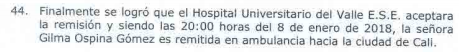 44. Finalmente se logró que el Hospital Universitario del Valle E.S.E. aceptara
la remisión y siendo las 20:00 horas del 8 de enero de 2018, la señora
Gilma Ospina Gómez es remitida en ambulancia hacia la ciudad de Cali.